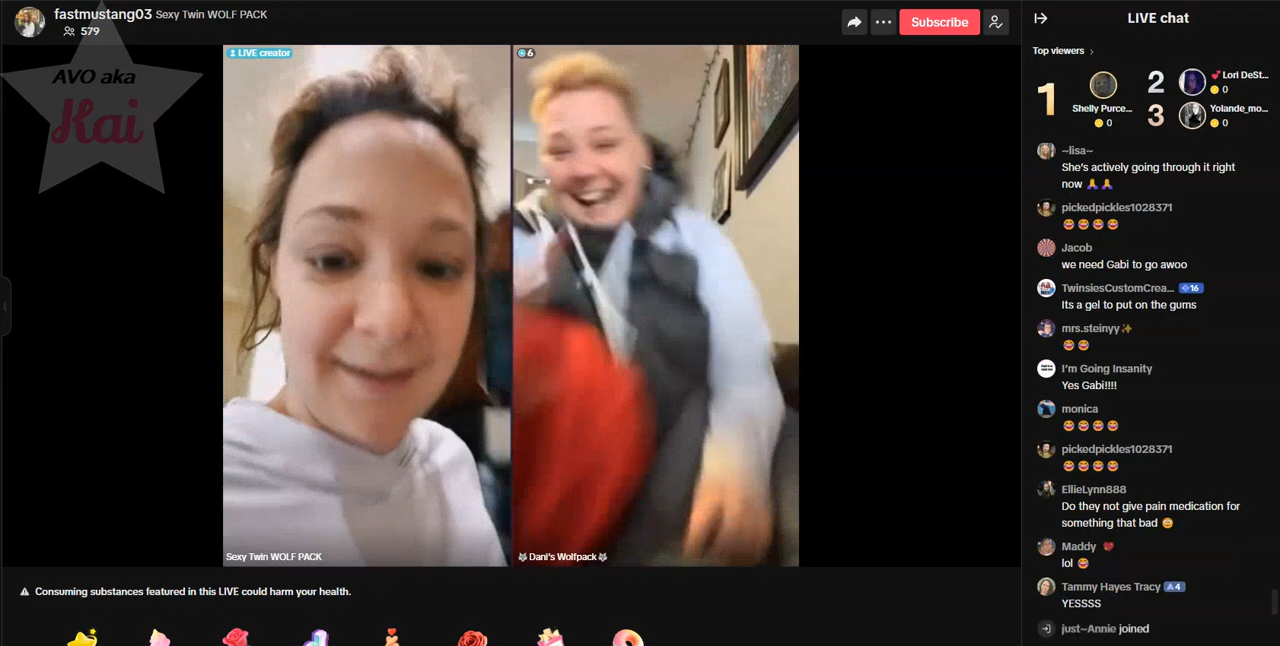 fastmustang03 Sexy Twin WOLF PACK
579
Subscribe
AVO aka
Kai
LIVE creator
6
Sexy Twin WOLF PACK
Dani's Wolfpack
Consuming substances featured in this LIVE could harm your health.
LIVE chat
Top viewers
1
Shelly Purce...
0
2
Lori DeSt...
0
3
Yolande_mo...
0
~lisa~
She's actively going through it right
now
pickedpickles1028371
Jacob
we need Gabi to go awoo
TwinsiesCustomCrea... 16
Its a gel to put on the gums
mrs.steinyy
I'm Going Insanity
Yes Gabi!!!!
monica
pickedpickles1028371
EllieLynn888
Do they not give pain medication for
something that bad
Maddy
lol
Tammy Hayes Tracy 4
YESSSS
just~Annie joined